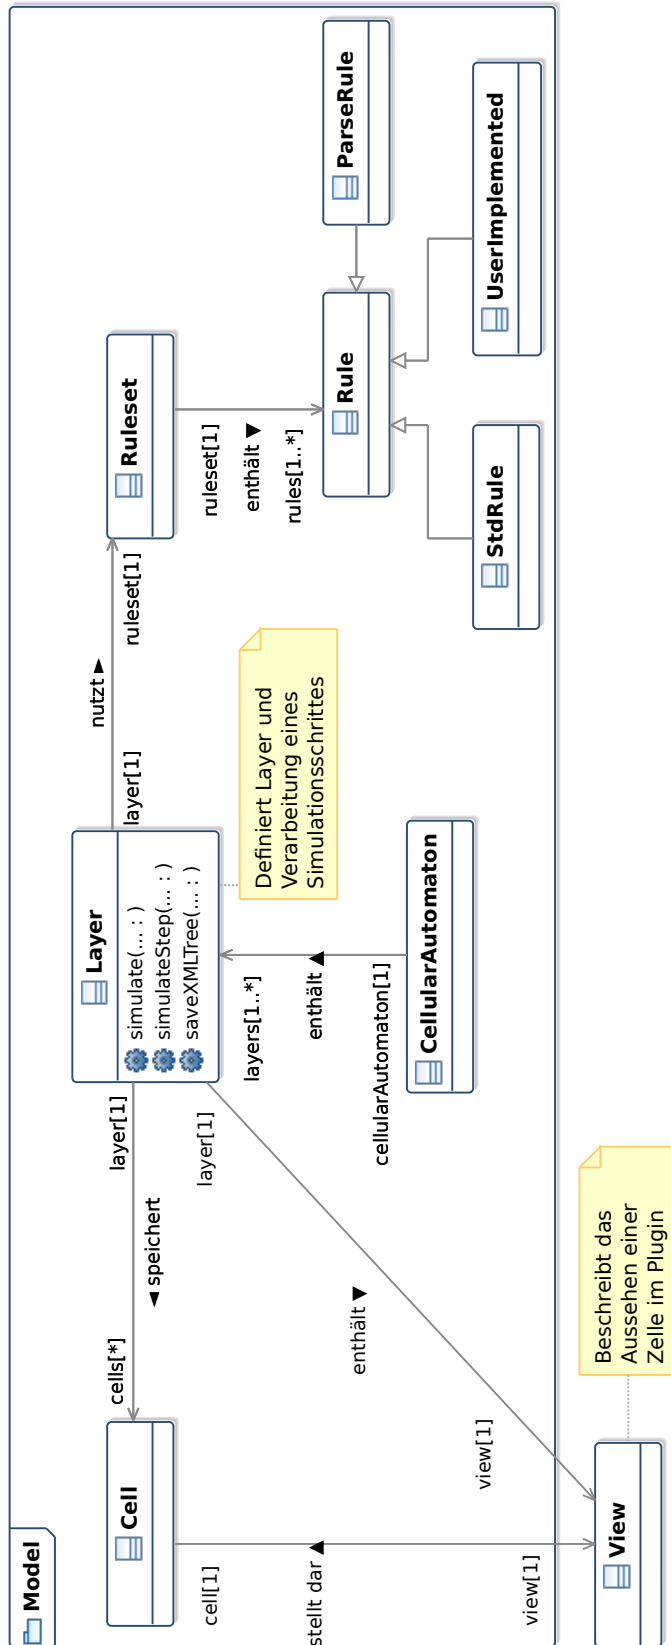 Model
Cell
cells[*]
◄ speichert
layer[1]
Layer
simulate(... : )
simulateStep(... : )
saveXMLTree(... : )
layer[1]
nutzt ►
ruleset[1]
Ruleset
cell[1]
stellt dar ▲
view[1]
layer[1]
enthält ▼
view[1]
layers[1..*]
enthält ▲
cellularAutomaton[1]
Definiert Layer und
Verarbeitung eines
Simulationsschrittes
ruleset[1]
enthält ▼
rules[1..*]
Rule
ParseRule
CellularAutomaton
StdRule
UserImplemented
View
Beschreibt das
Aussehen einer
Zelle im Plugin